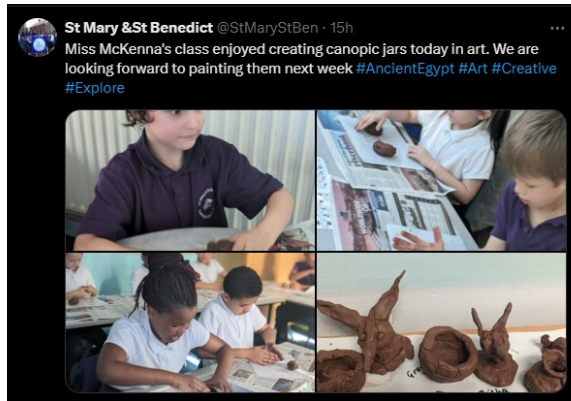 St Mary &St Benedict @StMaryStBen · 15h
Miss McKenna's class enjoyed creating canopic jars today in art. We are
looking forward to painting them next week #AncientEgypt #Art #Creative
#Explore